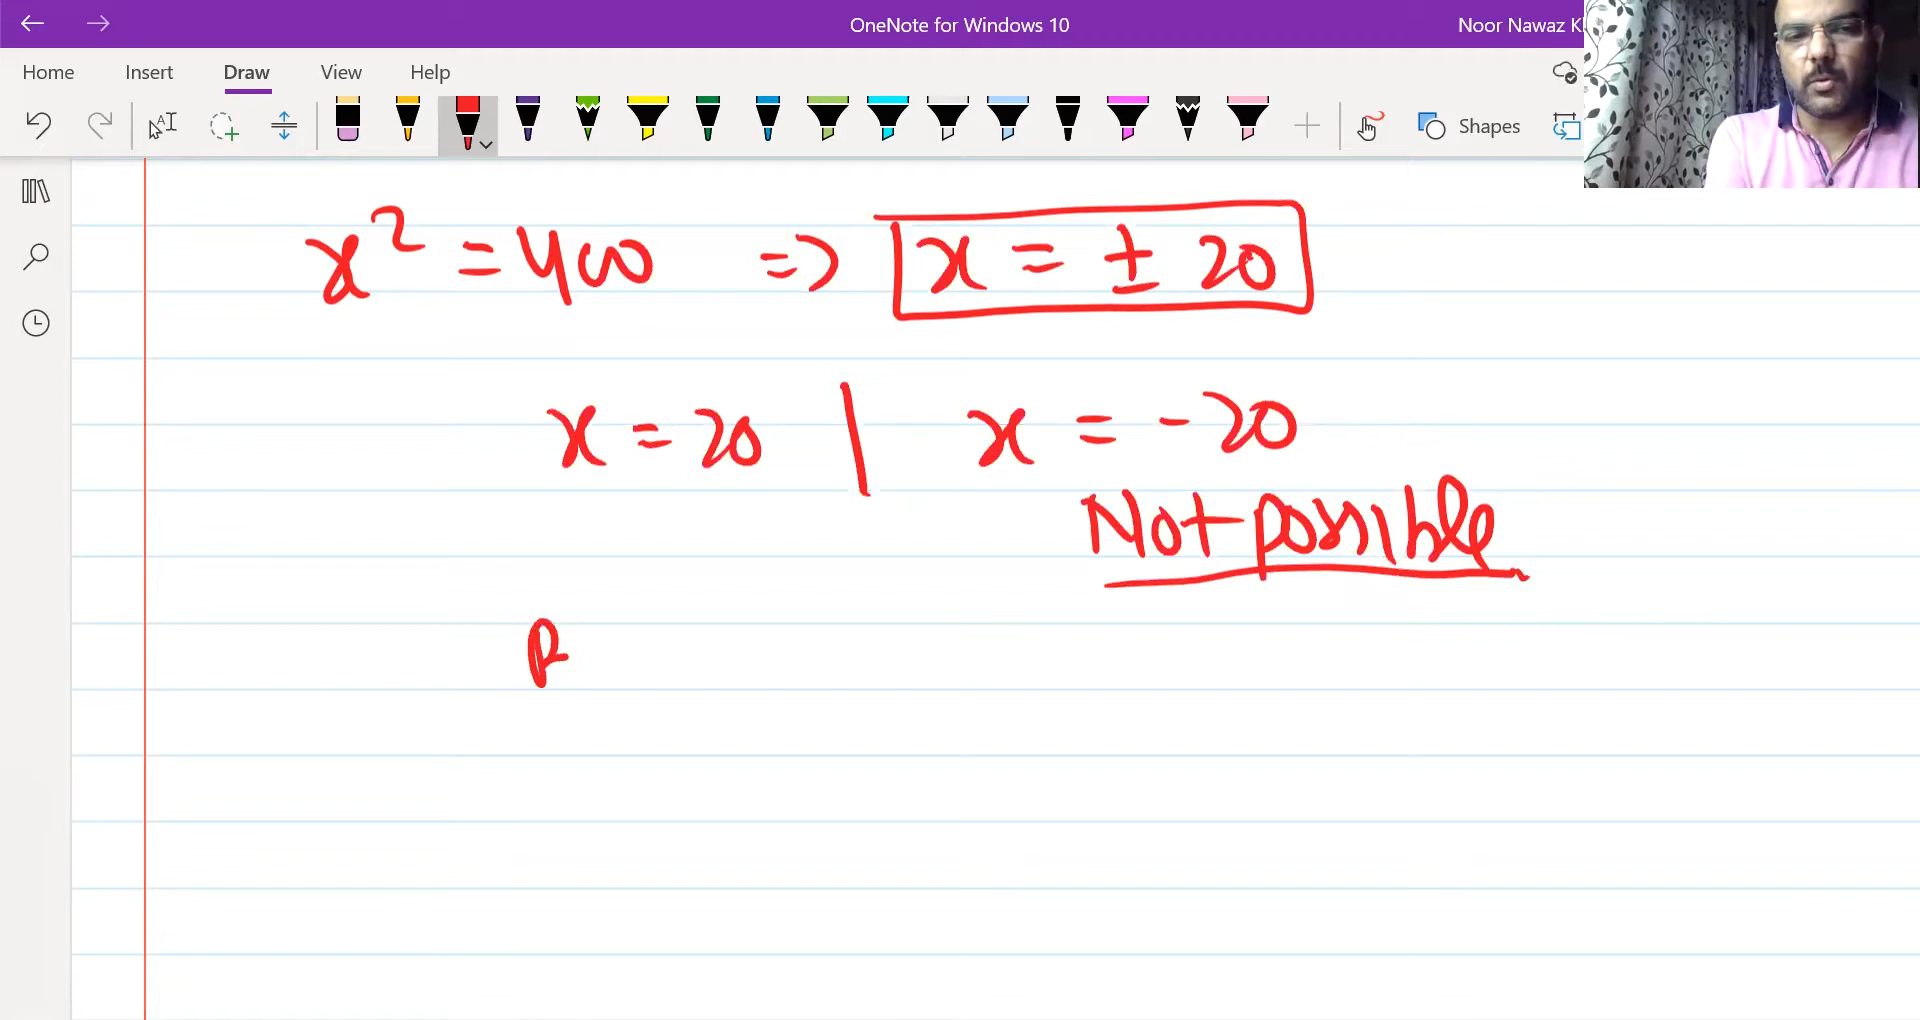 OneNote for Windows 10
Noor Nawaz K
Home Insert Draw View Help
Shapes
x² = 400 => x = ± 20
x = 20 | x = -20
Not possible